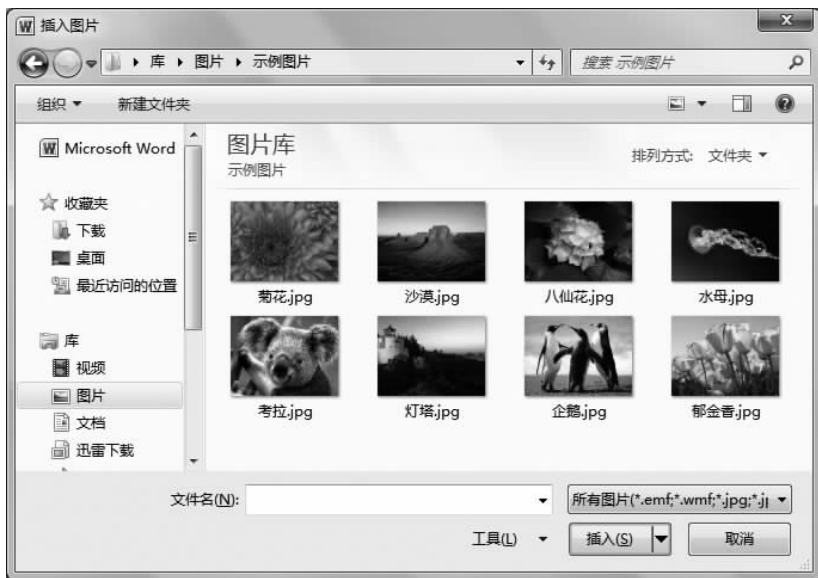 插入图片
库 图片 示例图片
搜索 示例图片
组织 新建文件夹
Microsoft Word
收藏夹
下载
桌面
最近访问的位置
库
视频
图片
文档
迅雷下载
图片库
示例图片
排列方式: 文件夹
菊花.jpg 沙漠.jpg 八仙花.jpg 水母.jpg
考拉.jpg 灯塔.jpg 企鹅.jpg 郁金香.jpg
文件名(N):
所有图片(*.emf;*.wmf;*.jpg;*.j
工具(L) 插入(S) 取消